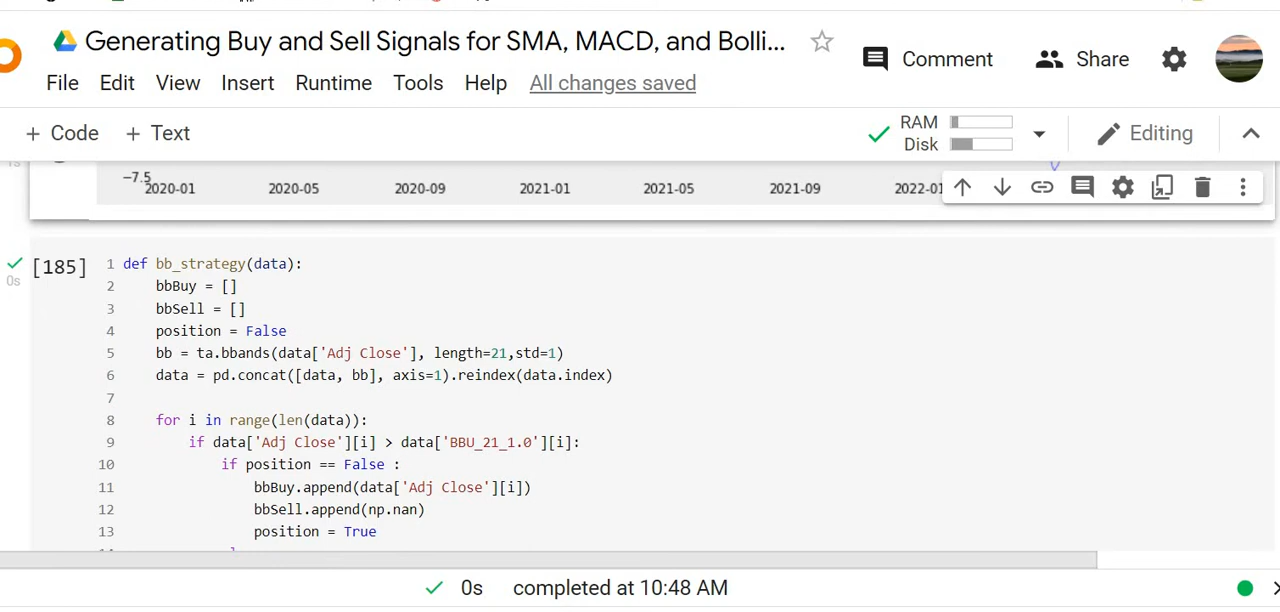 Generating Buy and Sell Signals for SMA, MACD, and Bolli...
Comment
Share
File Edit View Insert Runtime Tools Help All changes saved
+ Code + Text
RAM
Disk
Editing
−7.5
2020-01 2020-05 2020-09 2021-01 2021-05 2021-09 2022-01
[185]
0s
1 def bb_strategy(data):
2     bbBuy = []
3     bbSell = []
4     position = False
5     bb = ta.bbands(data['Adj Close'], length=21,std=1)
6     data = pd.concat([data, bb], axis=1).reindex(data.index)
7
8     for i in range(len(data)):
9         if data['Adj Close'][i] > data['BBU_21_1.0'][i]:
10             if position == False :
11                 bbBuy.append(data['Adj Close'][i])
12                 bbSell.append(np.nan)
13                 position = True
0s completed at 10:48 AM